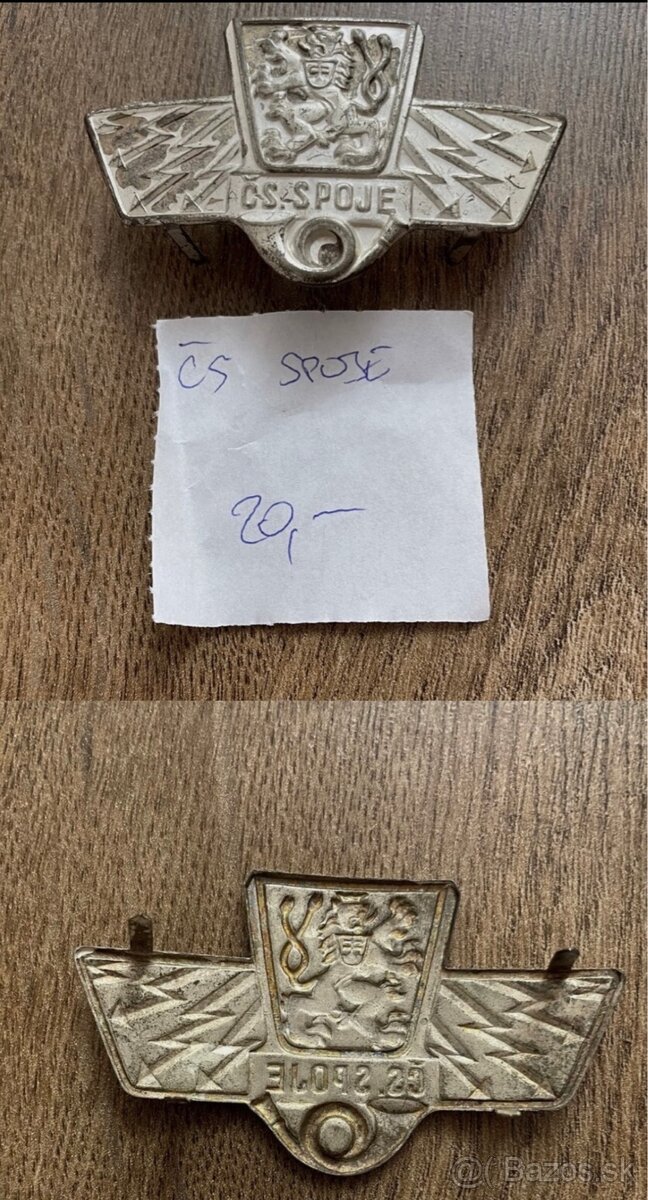 ČS. SPOJE
ČS SPOJE
20,-
ČS. SPOJE
@( Bazos.sk